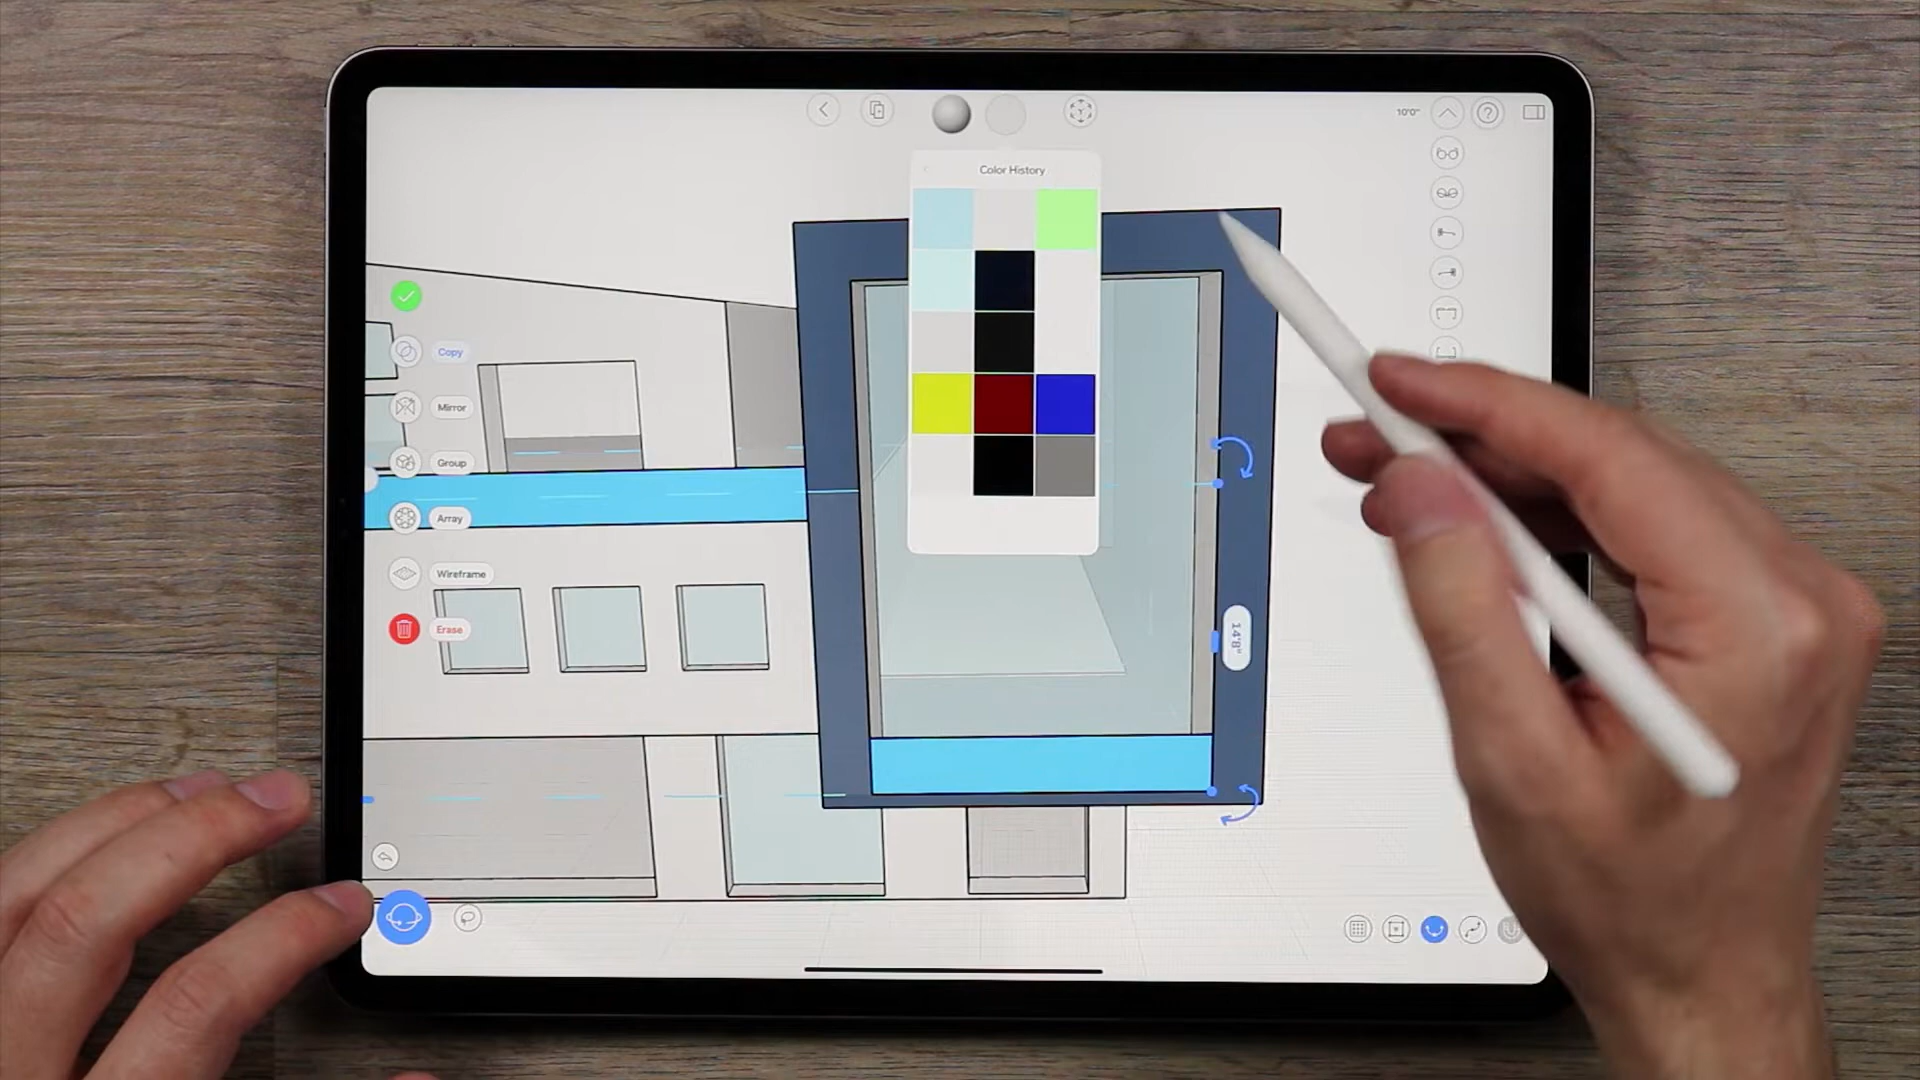 10'0"
?
Color History
Copy
Mirror
Group
Array
Wireframe
Erase
14'8"